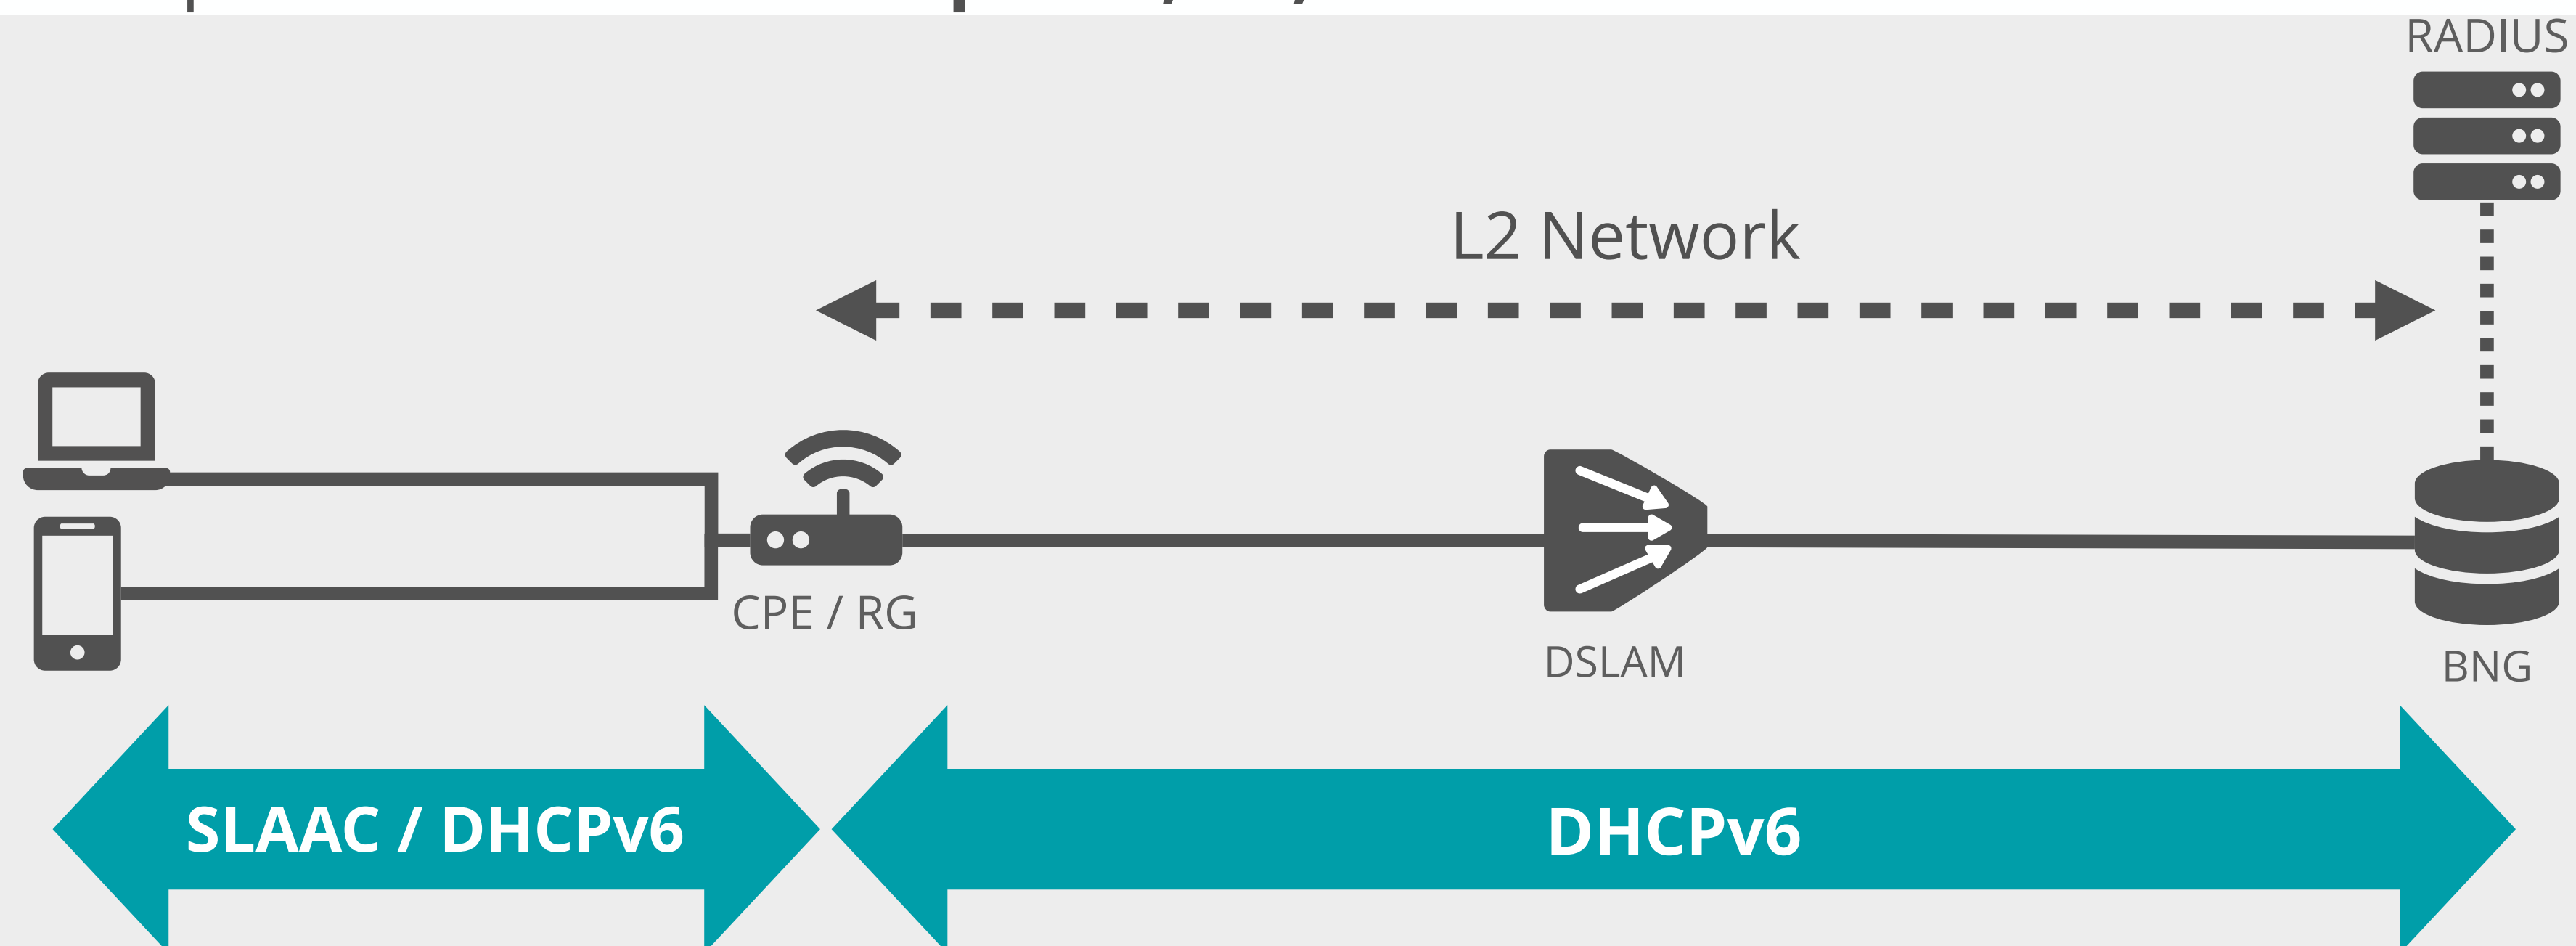 RADIUS
L2 Network
CPE / RG
DSLAM
BNG
SLAAC / DHCPv6
DHCPv6